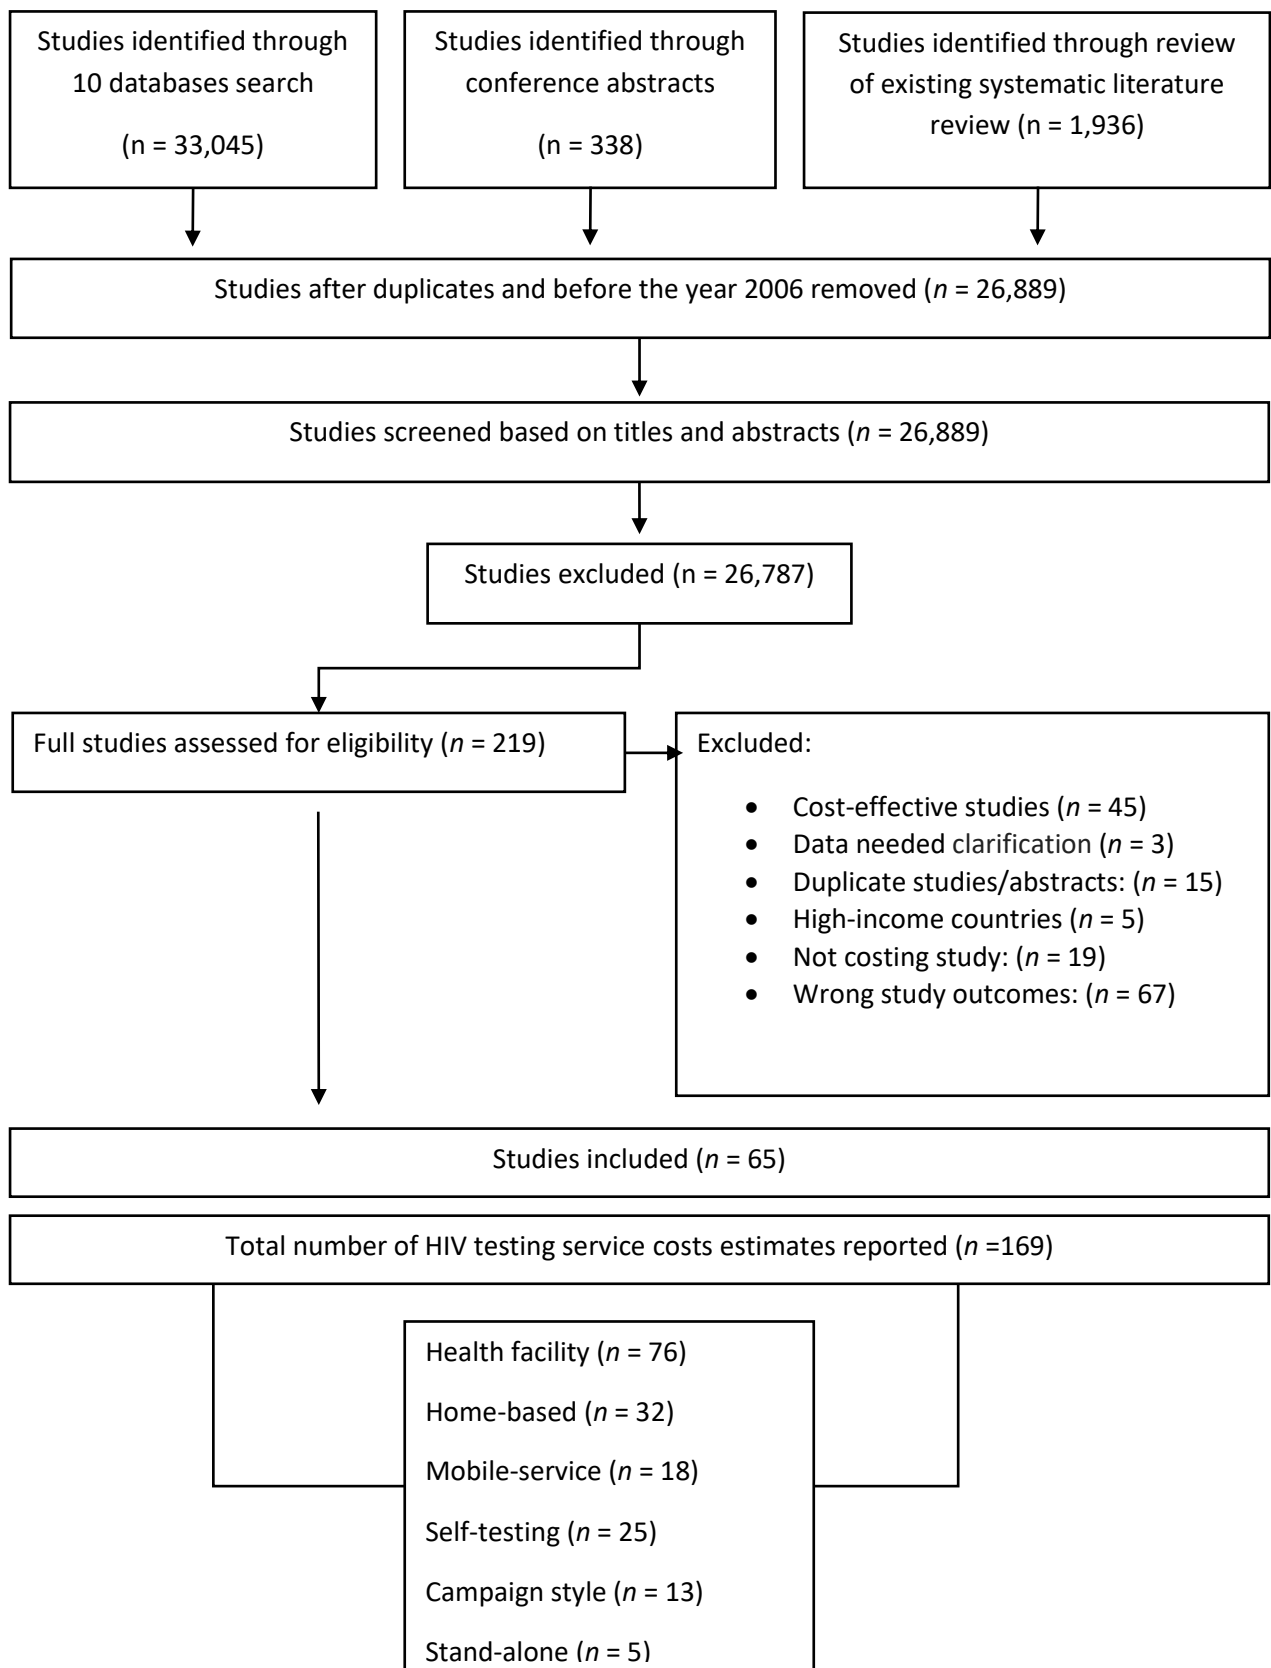 Studies identified through
10 databases search
(n = 33,045)
Studies identified through
conference abstracts
(n = 338)
Studies identified through review
of existing systematic literature
review (n = 1,936)
Studies after duplicates and before the year 2006 removed (n = 26,889)
Studies screened based on titles and abstracts (n = 26,889)
Studies excluded (n = 26,787)
Full studies assessed for eligibility (n = 219)
Excluded:
• Cost-effective studies (n = 45)
• Data needed clarification (n = 3)
• Duplicate studies/abstracts: (n = 15)
• High-income countries (n = 5)
• Not costing study: (n = 19)
• Wrong study outcomes: (n = 67)
Studies included (n = 65)
Total number of HIV testing service costs estimates reported (n =169)
Health facility (n = 76)
Home-based (n = 32)
Mobile-service (n = 18)
Self-testing (n = 25)
Campaign style (n = 13)
Stand-alone (n = 5)